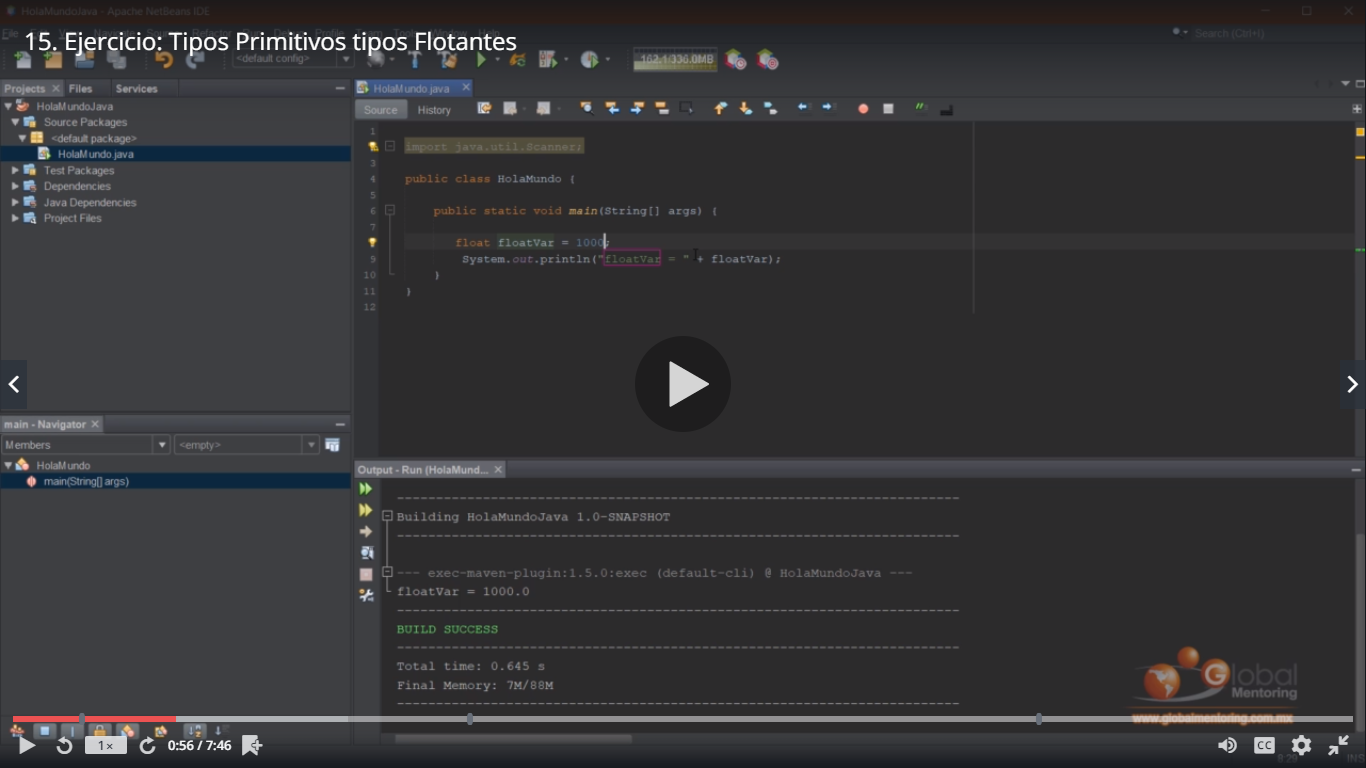 HolaMundoJava - Apache NetBeans IDE
15. Ejercicio: Tipos Primitivos tipos Flotantes
Search (Ctrl+I)
<default config>
162.1/336.0MB
Projects
Files
Services
HolaMundoJava
Source Packages
<default package>
HolaMundo.java
Test Packages
Dependencies
Java Dependencies
Project Files
main - Navigator
Members
<empty>
HolaMundo
main(String[] args)
HolaMundo.java
Source
History
1
import java.util.Scanner;
3
4 public class HolaMundo {
5
6 public static void main(String[] args) {
7
float floatVar = 1000;
9 System.out.println("floatVar = " + floatVar);
10 }
11 }
12
Output - Run (HolaMund...
Building HolaMundoJava 1.0-SNAPSHOT
--- exec-maven-plugin:1.5.0:exec (default-cli) @ HolaMundoJava ---
floatVar = 1000.0
BUILD SUCCESS
Total time: 0.645 s
Final Memory: 7M/88M
Global
Mentoring
www.globalmentoring.com.mx
1x
0:56 / 7:46
CC
8:29
INS